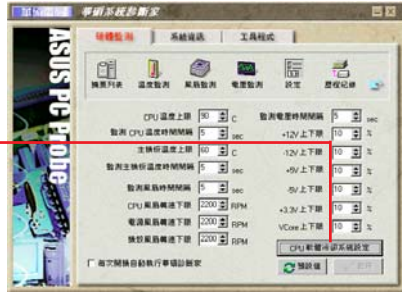 華碩系統診斷家
ASUS PC Probe
硬體監測 系統資訊 工具程式
摘要列表 溫度監測 風扇監測 電壓監測 設定 歷程紀錄
CPU 溫度上限 90 C 監測電壓時間間隔 5 sec
監測 CPU 溫度時間間隔 5 sec +12V 上下限 10 %
主機板溫度上限 60 C -12V 上下限 10 %
監測主機板溫度時間間隔 5 sec +5V 上下限 10 %
監測風扇時間間隔 5 sec -5V 上下限 10 %
CPU 風扇轉速下限 2200 RPM +3.3V 上下限 10 %
電源風扇轉速下限 2200 RPM VCore 上下限 10 %
機殼風扇轉速下限 2200 RPM CPU 軟體冷卻系統設定
每次開機自動執行華碩診斷家 預設值